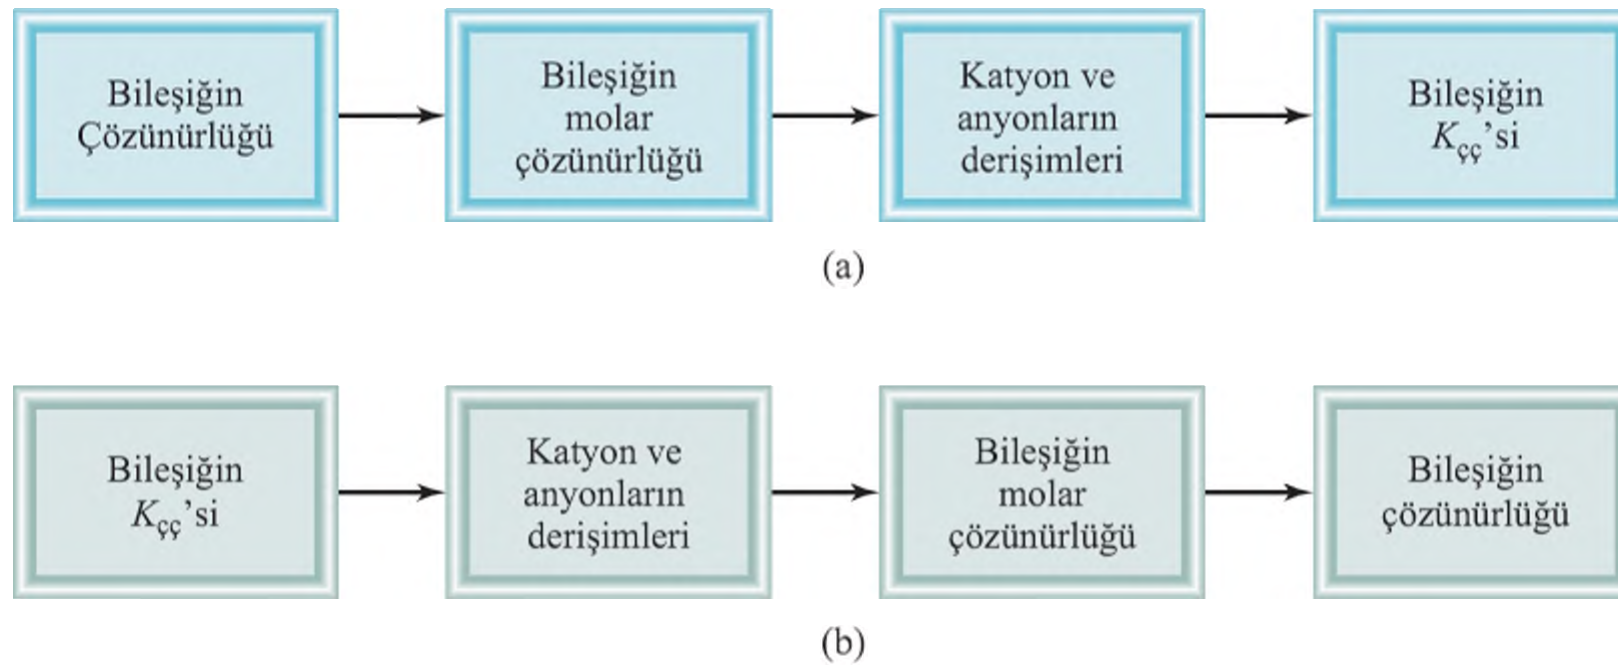 Bileşiğin
Çözünürlüğü
Bileşiğin
molar
çözünürlüğü
Katyon ve
anyonların
derişimleri
Bileşiğin
Kçç'si
(a)
Bileşiğin
Kçç'si
Katyon ve
anyonların
derişimleri
Bileşiğin
molar
çözünürlüğü
Bileşiğin
çözünürlüğü
(b)